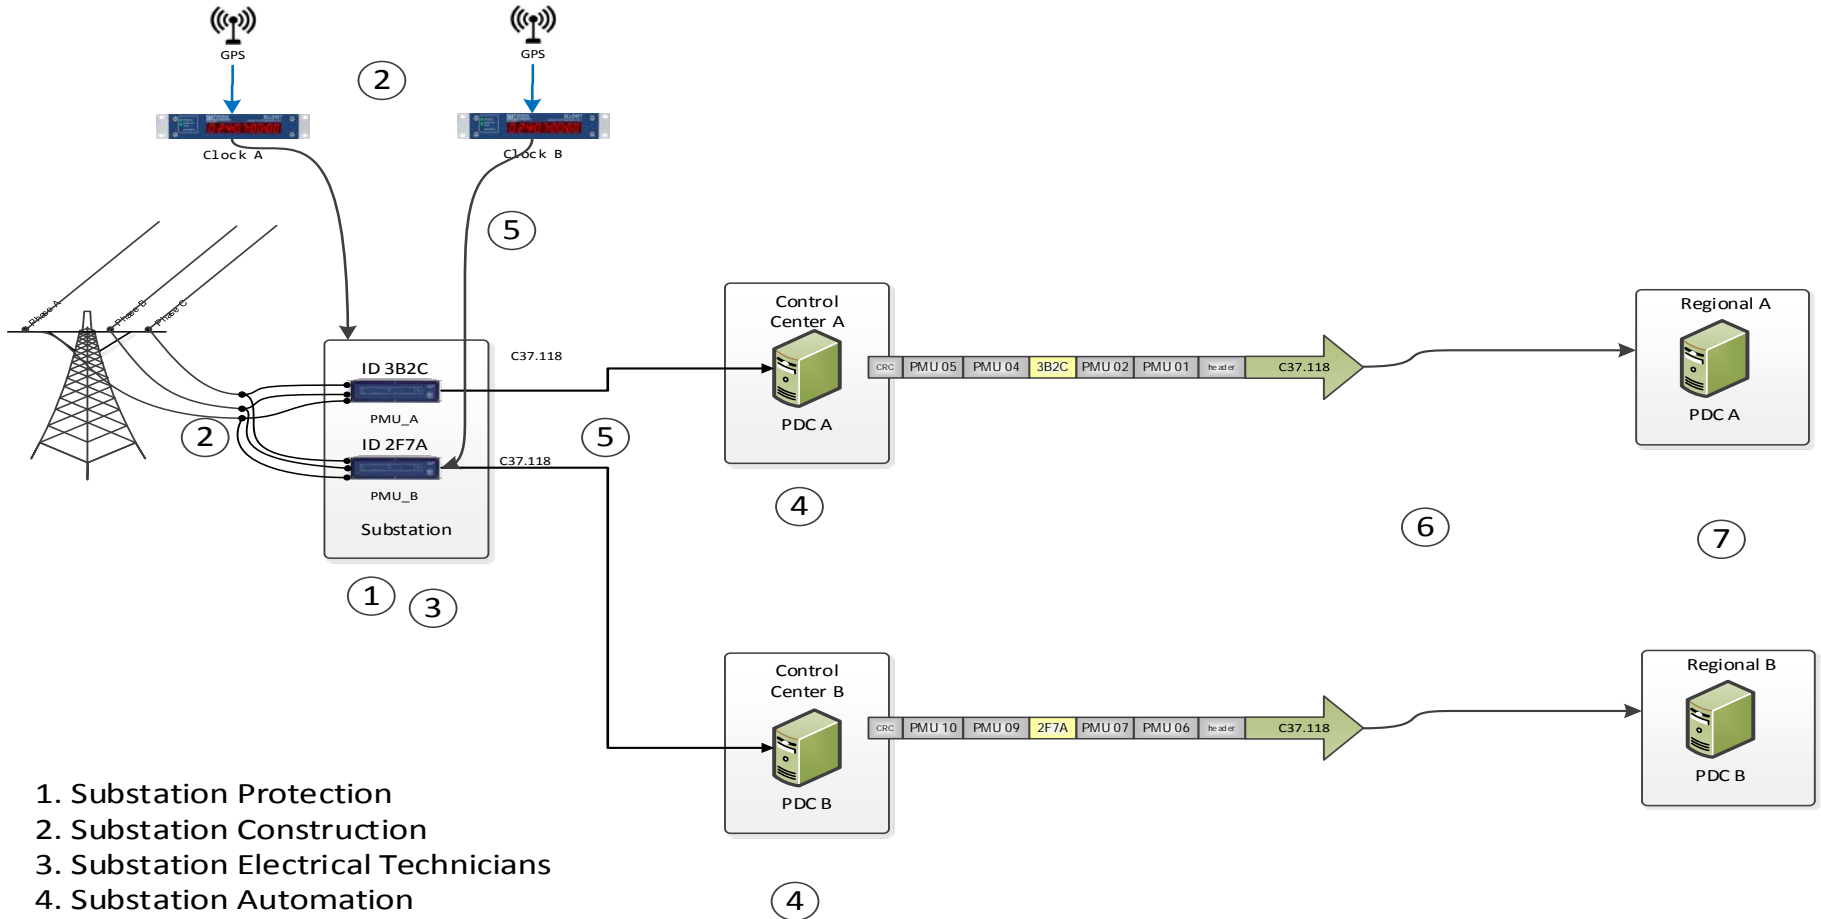 GPS
GPS
2
Clock A
Clock B
5
Phase A
Phase B
Phase C
2
ID 3B2C
PMU_A
ID 2F7A
PMU_B
Substation
C37.118
C37.118
5
1
3
Control
Center A
PDC A
4
CRC
PMU 05
PMU 04
3B2C
PMU 02
PMU 01
header
C37.118
6
Regional A
PDC A
7
Control
Center B
PDC B
4
CRC
PMU 10
PMU 09
2F7A
PMU 07
PMU 06
header
C37.118
Regional B
PDC B
1. Substation Protection
2. Substation Construction
3. Substation Electrical Technicians
4. Substation Automation